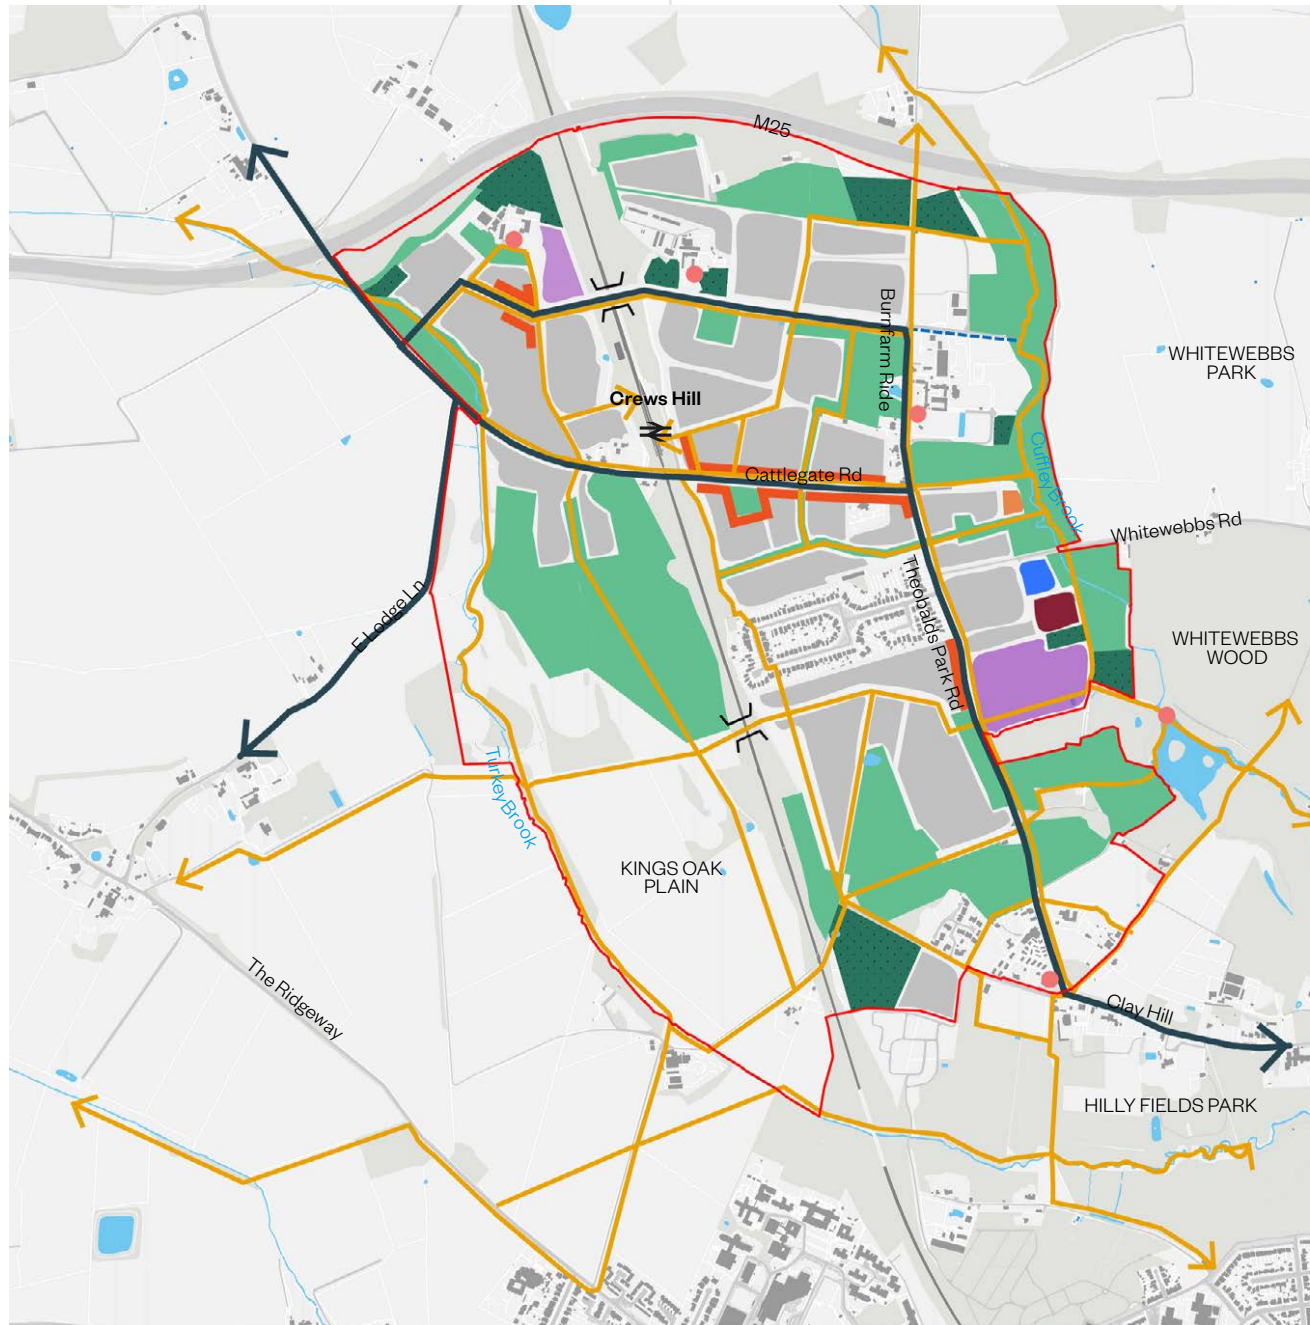 M25
WHITEWEBBS
PARK
Burnfarm Ride
Crews Hill
Cattlegate Rd
Cuffley Brook
Whitewebbs Rd
Theobalds Park Rd
E Lodge Ln
WHITEWEBBS
WOOD
Turkey Brook
KINGS OAK
PLAIN
The Ridgeway
Clay Hill
HILLY FIELDS PARK